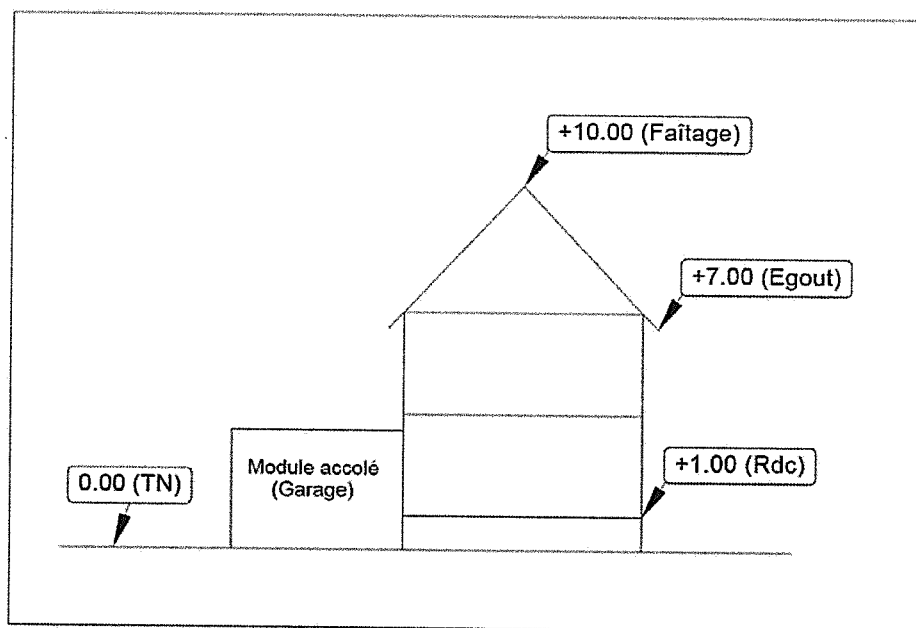 +10.00 (Faîtage)
+7.00 (Egout)
Module accolé
(Garage)
+1.00 (Rdc)
0.00 (TN)